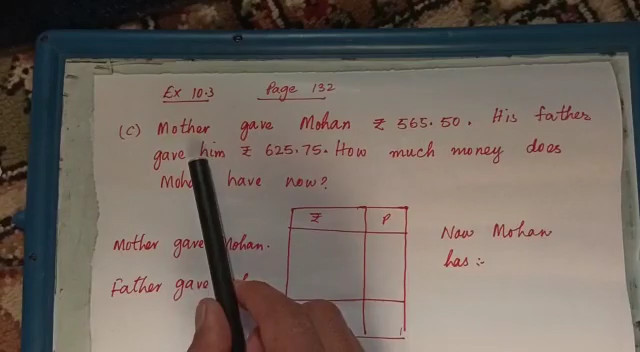 Ex 10.3 Page 132
(C) Mother gave Mohan ₹ 565.50. His father
gave him ₹ 625.75. How much money does
have now?
₹ P
Mother gave Mohan.
Father gave
Now Mohan
has :-